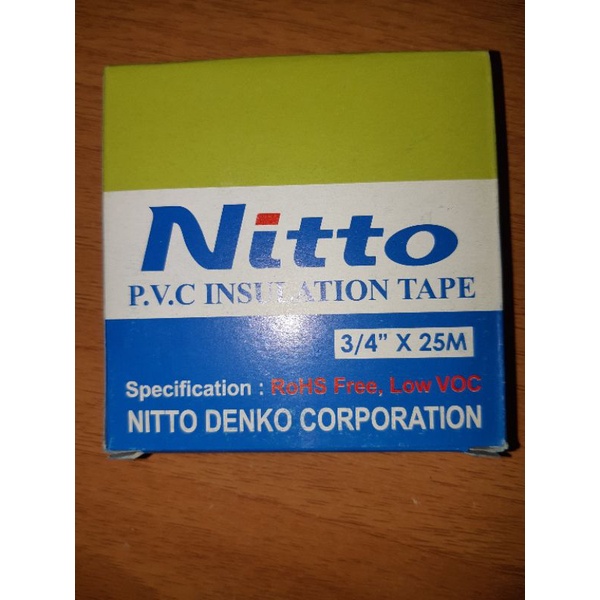 Nitto
P.V.C INSULATION TAPE
3/4" X 25M
Specification : RoHS Free, Low VOC
NITTO DENKO CORPORATION